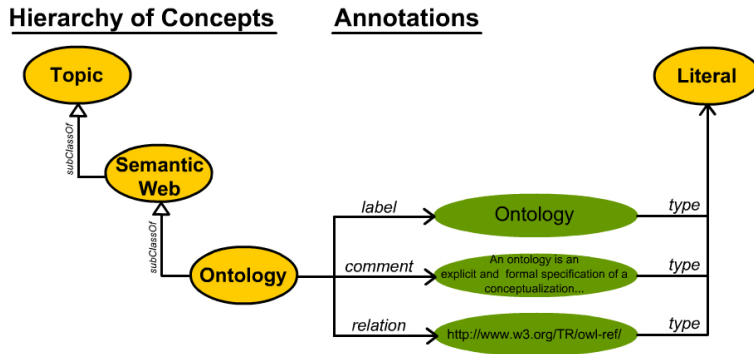 Hierarchy of Concepts
Annotations
Topic
Literal
subClassOf
Semantic
Web
label
Ontology
type
subClassOf
Ontology
comment
An ontology is an
explicit and formal specification of a
conceptualization...
type
relation
http://www.w3.org/TR/owl-ref/
type